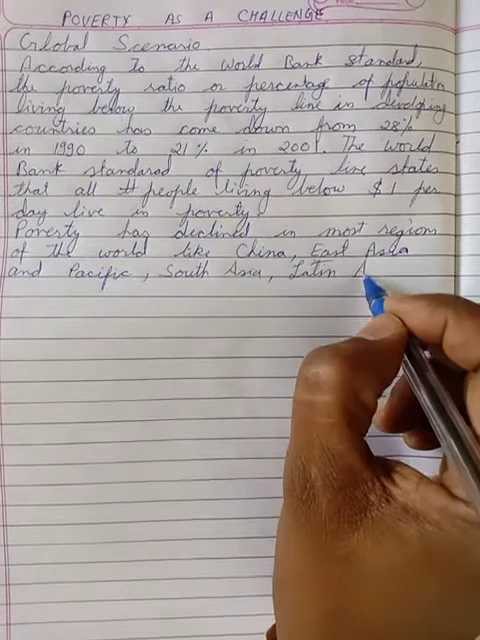 POVERTY AS A CHALLENGE
Global Scenario
According To the World Bank standard,
the poverty ratio or percentage of population
living below the poverty line in developing
countries has come down from 28%
in 1990 to 21% in 2001. The world
Bank standarad of poverty line states
that all people living below $1 per
day live in poverty.
Poverty has declined in most regions
of the world like China, East Asia
and Pacific, South Asia, Latin A